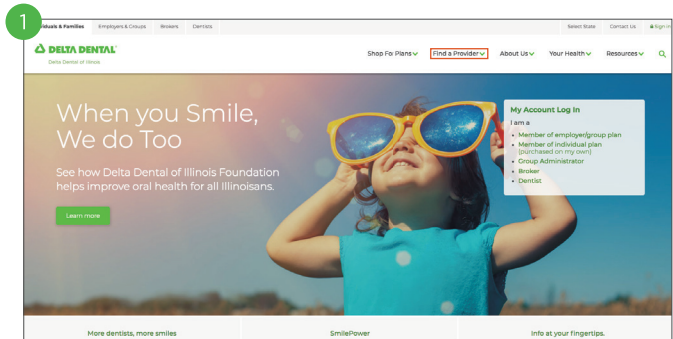 1
viduals & Families Employers & Groups Brokers Dentists Select State Contact Us Sign In
DELTA DENTAL
Delta Dental of Illinois
Shop For Plans Find a Provider About Us Your Health Resources
When you Smile,
We do Too
See how Delta Dental of Illinois Foundation
helps improve oral health for all Illinoisans.
Learn more
My Account Log In
I am a
Member of employer/group plan
Member of individual plan
(purchased on my own)
Group Administrator
Broker
Dentist
More dentists, more smiles SmilePower Info at your fingertips.